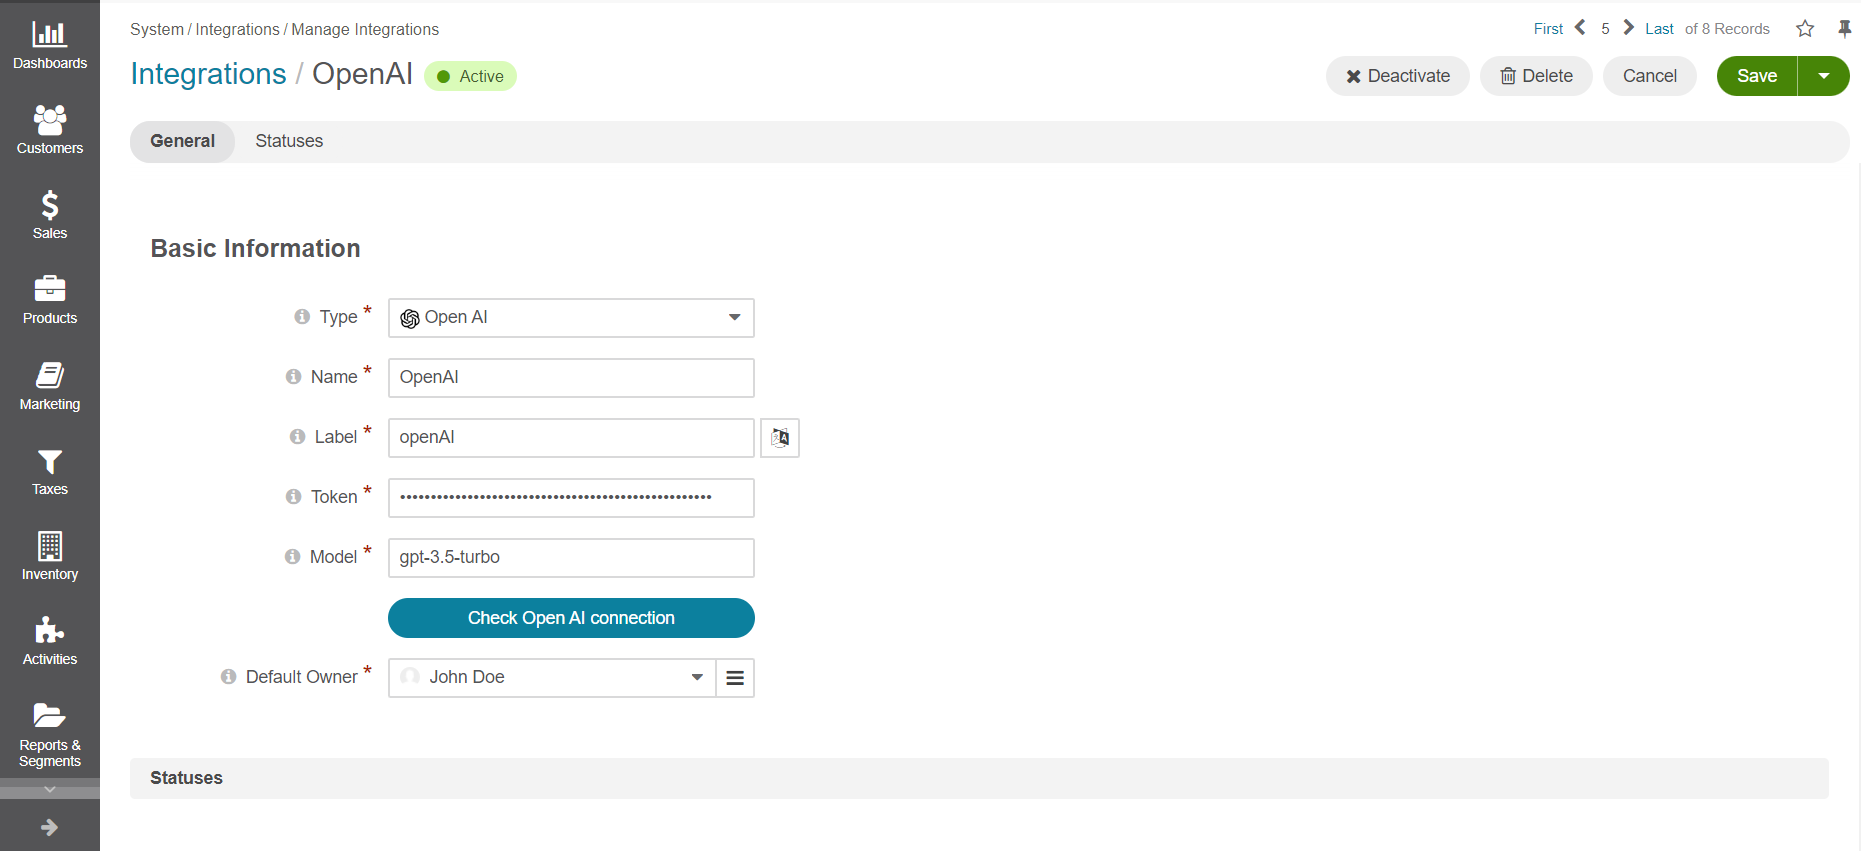 System / Integrations / Manage Integrations
First 5 Last of 8 Records
Integrations / OpenAI Active
Deactivate Delete Cancel Save
General Statuses
Basic Information
Type * Open AI
Name * OpenAI
Label * openAI
Token * •••••••••••••••••••••••••••••••••••••••••••••••••••
Model * gpt-3.5-turbo
Check Open AI connection
Default Owner * John Doe
Statuses
Dashboards
Customers
Sales
Products
Marketing
Taxes
Inventory
Activities
Reports &
Segments